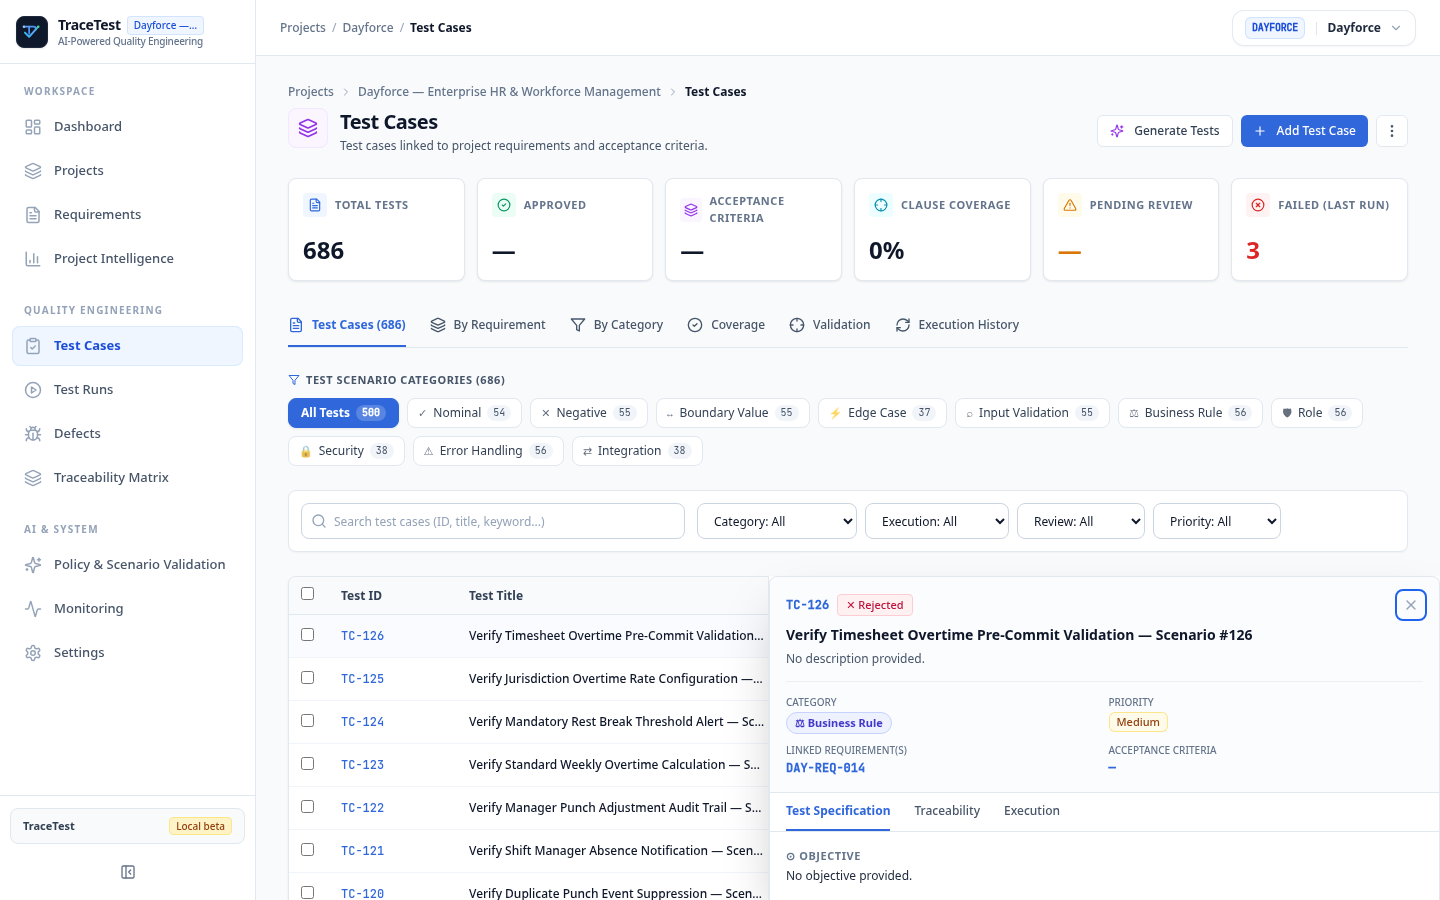 TraceTest Dayforce —...
AI-Powered Quality Engineering
WORKSPACE
Dashboard
Projects
Requirements
Project Intelligence
QUALITY ENGINEERING
Test Cases
Test Runs
Defects
Traceability Matrix
AI & SYSTEM
Policy & Scenario Validation
Monitoring
Settings
TraceTest Local beta
Projects / Dayforce / Test Cases
DAYFORCE Dayforce
Projects > Dayforce — Enterprise HR & Workforce Management > Test Cases
Test Cases
Test cases linked to project requirements and acceptance criteria.
Generate Tests
+ Add Test Case
TOTAL TESTS
686
APPROVED
—
ACCEPTANCE
CRITERIA
—
CLAUSE COVERAGE
0%
PENDING REVIEW
—
FAILED (LAST RUN)
3
Test Cases (686) By Requirement By Category Coverage Validation Execution History
TEST SCENARIO CATEGORIES (686)
All Tests 500 ✓ Nominal 54 ✕ Negative 55 ↔ Boundary Value 55 ⚡ Edge Case 37 ⌕ Input Validation 55 ⚖ Business Rule 56 🛡 Role 56
🔒 Security 38 ⚠ Error Handling 56 ⇄ Integration 38
Search test cases (ID, title, keyword...)
Category: All
Execution: All
Review: All
Priority: All
Test ID Test Title
TC-126 Verify Timesheet Overtime Pre-Commit Validation...
TC-125 Verify Jurisdiction Overtime Rate Configuration —...
TC-124 Verify Mandatory Rest Break Threshold Alert — Sc...
TC-123 Verify Standard Weekly Overtime Calculation — S...
TC-122 Verify Manager Punch Adjustment Audit Trail — S...
TC-121 Verify Shift Manager Absence Notification — Scen...
TC-120 Verify Duplicate Punch Event Suppression — Scen...
TC-126 ✕ Rejected
Verify Timesheet Overtime Pre-Commit Validation — Scenario #126
No description provided.
CATEGORY
⚖ Business Rule
PRIORITY
Medium
LINKED REQUIREMENT(S)
DAY-REQ-014
ACCEPTANCE CRITERIA
—
Test Specification Traceability Execution
⊙ OBJECTIVE
No objective provided.